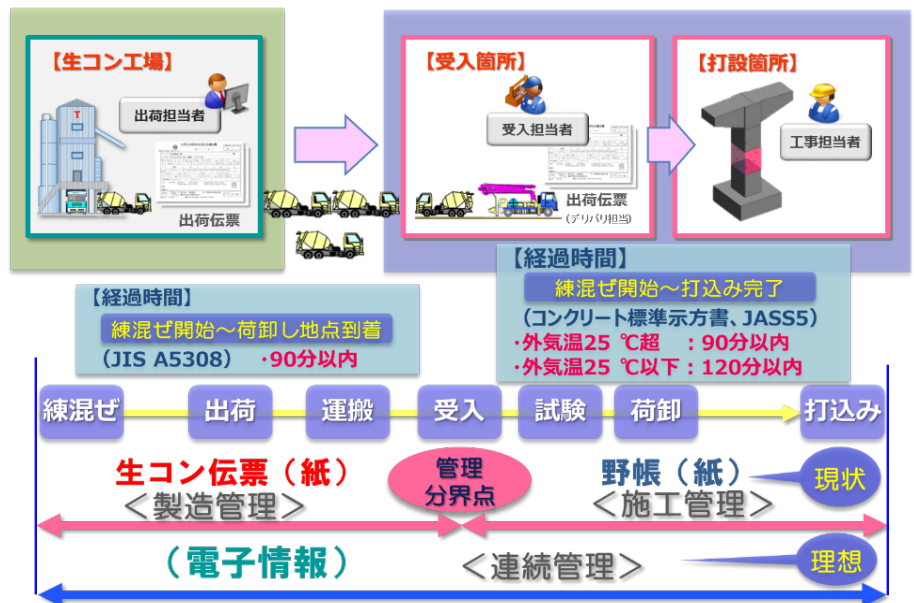 【生コン工場】
出荷担当者
T
出荷伝票
【受入箇所】
受入担当者
出荷伝票
(デリバリ担当)
【打設箇所】
工事担当者
【経過時間】
練混ぜ開始～荷卸し地点到着
(JIS A5308) ・90分以内
【経過時間】
練混ぜ開始～打込み完了
(コンクリート標準示方書、JASS5)
・外気温25 ℃超 : 90分以内
・外気温25 ℃以下 : 120分以内
練混ぜ
出荷
運搬
受入
試験
荷卸
打込み
生コン伝票(紙)
＜製造管理＞
管理
分界点
野帳(紙)
＜施工管理＞
現状
(電子情報)
＜連続管理＞
理想